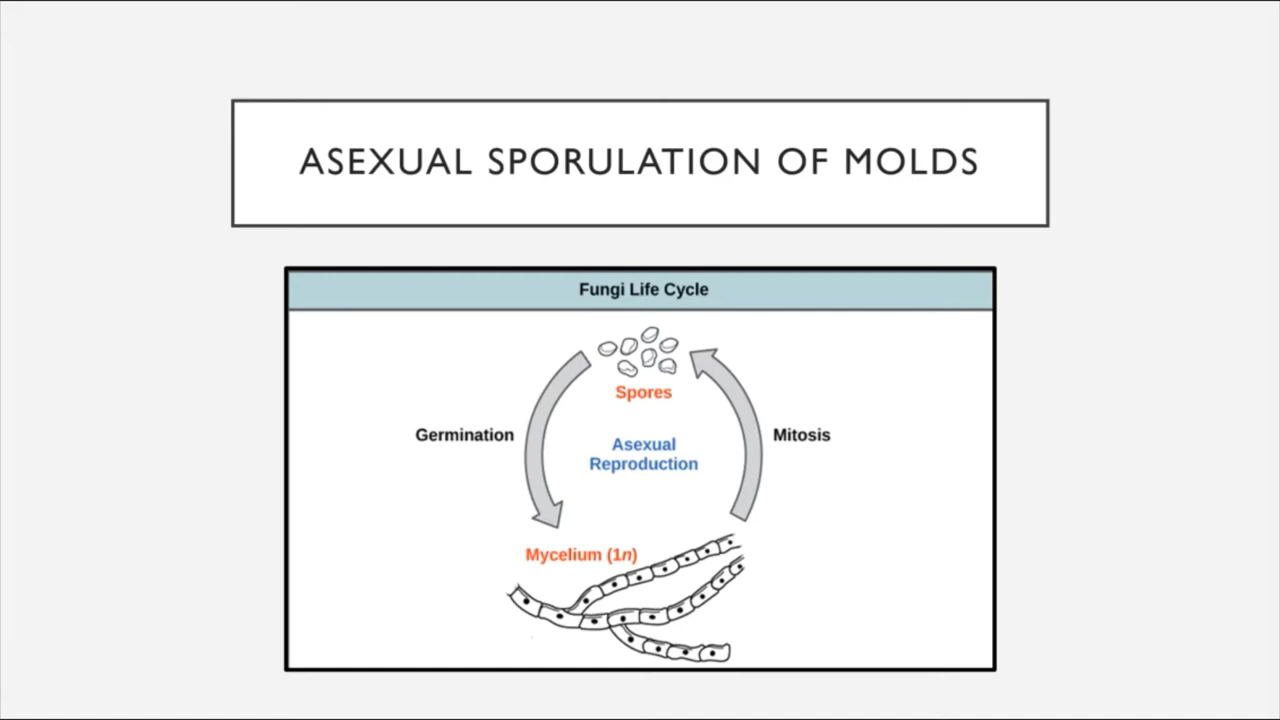 ASEXUAL SPORULATION OF MOLDS
Fungi Life Cycle
Spores
Germination
Asexual
Reproduction
Mitosis
Mycelium (1n)